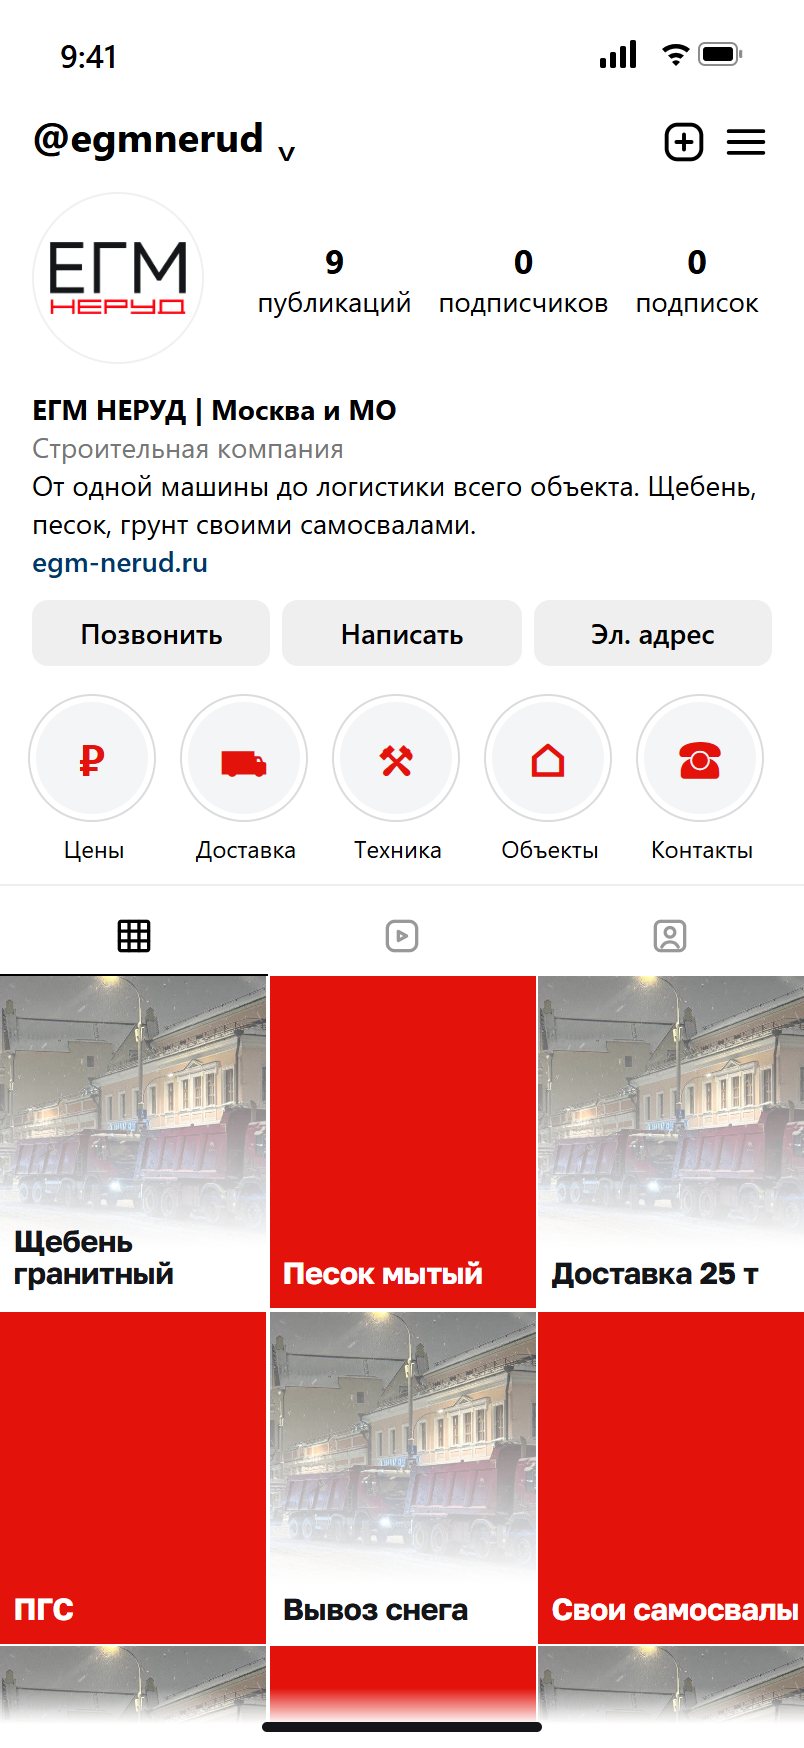 9:41
@egmnerud
ЕГМ
НЕРУД
9 0 0
публикаций подписчиков подписок
ЕГМ НЕРУД | Москва и МО
Строительная компания
От одной машины до логистики всего объекта. Щебень,
песок, грунт своими самосвалами.
egm-nerud.ru
Позвонить Написать Эл. адрес
₽
Цены Доставка Техника Объекты Контакты
Щебень
гранитный
Песок мытый
Доставка 25 т
ПГС
Вывоз снега
Свои самосвалы